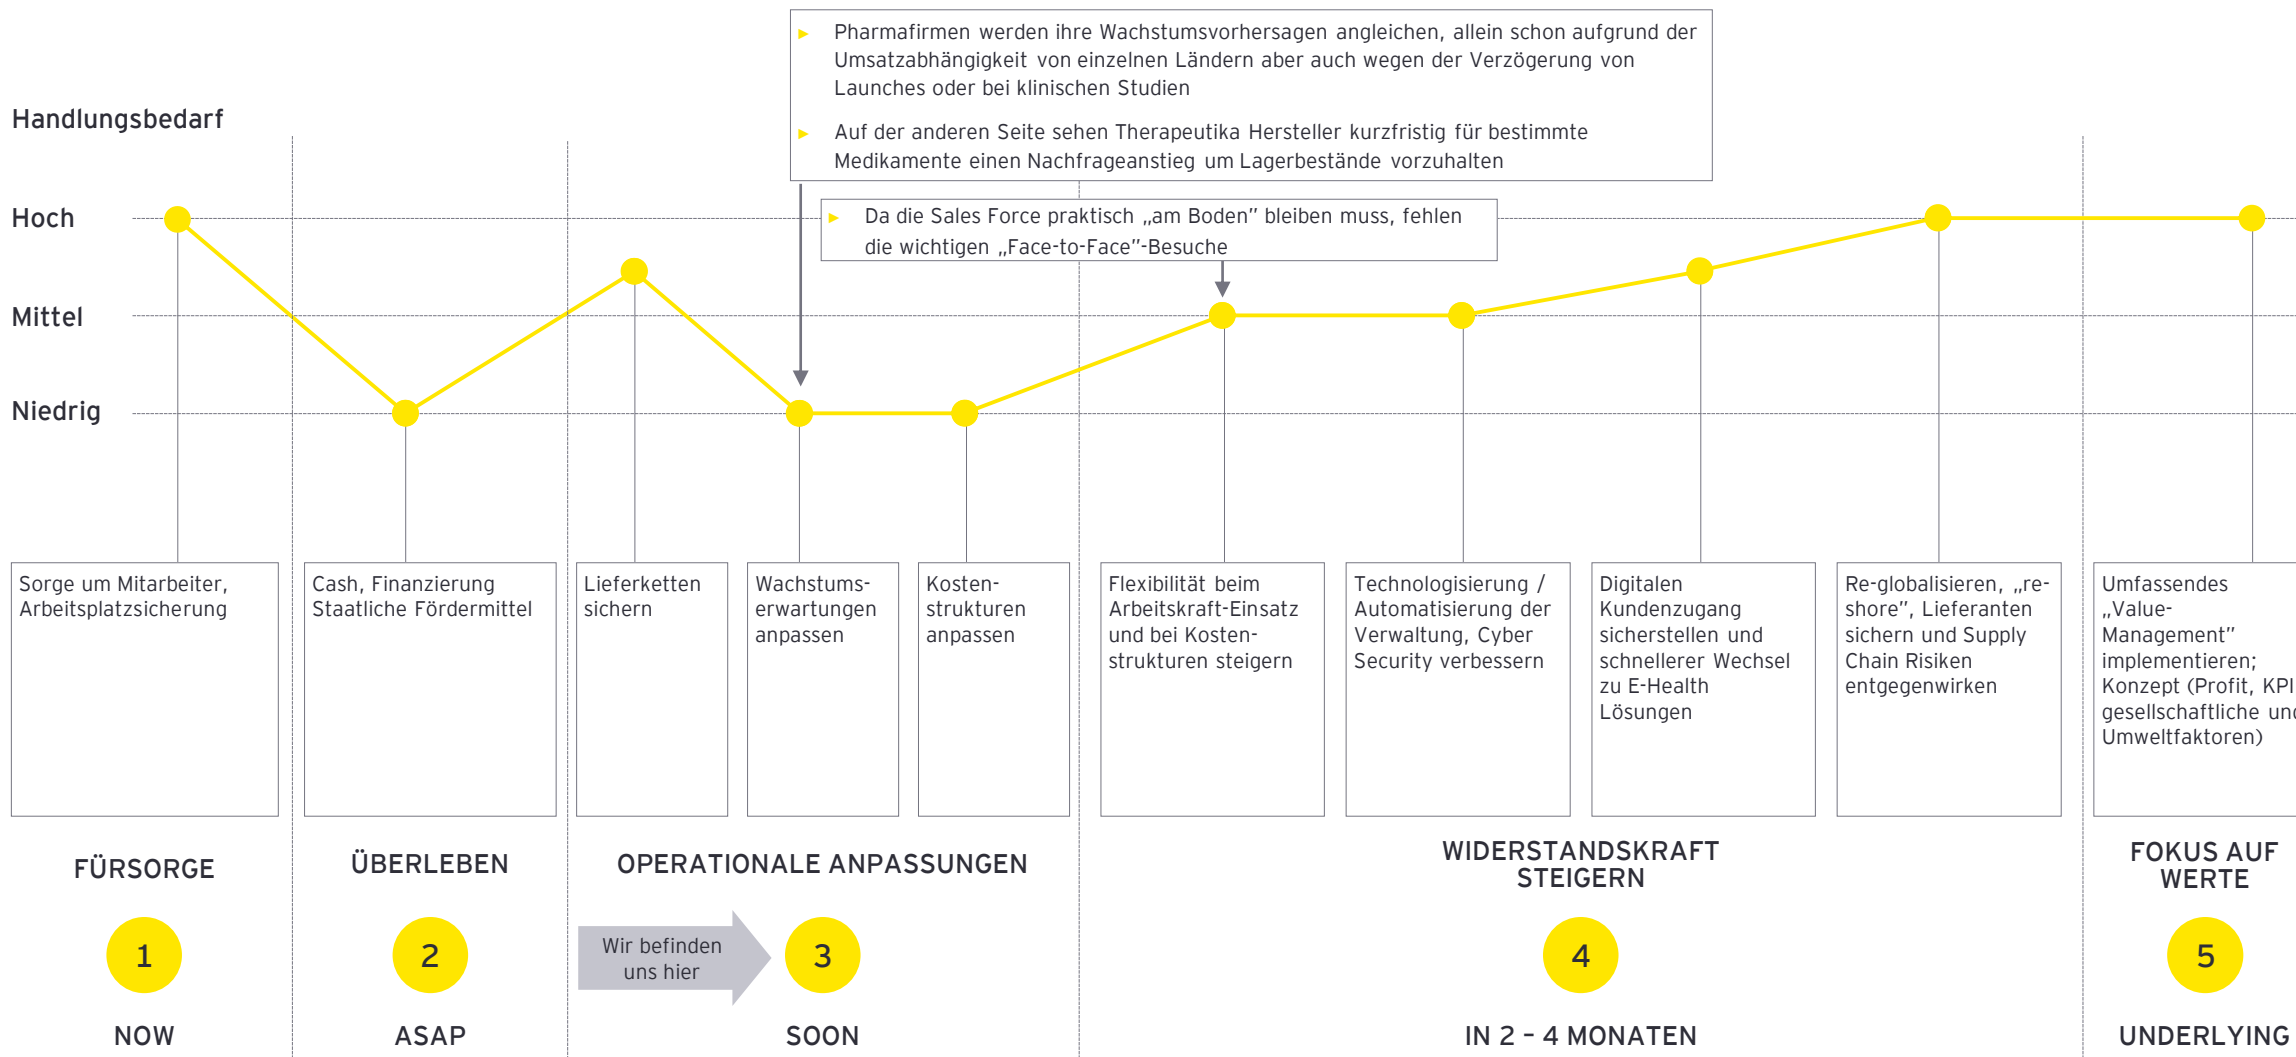 Pharmafirmen werden ihre Wachstumsvorhersagen angleichen, allein schon aufgrund der
Umsatzabhängigkeit von einzelnen Ländern aber auch wegen der Verzögerung von
Launches oder bei klinischen Studien
Auf der anderen Seite sehen Therapeutika Hersteller kurzfristig für bestimmte
Medikamente einen Nachfrageanstieg um Lagerbestände vorzuhalten
Handlungsbedarf
Hoch
Da die Sales Force praktisch „am Boden” bleiben muss, fehlen
die wichtigen „Face-to-Face”-Besuche
Mittel
Niedrig
Sorge um Mitarbeiter,
Arbeitsplatzsicherung
Cash, Finanzierung
Staatliche Fördermittel
Lieferketten
sichern
Wachstums-
erwartungen
anpassen
Kosten-
strukturen
anpassen
Flexibilität beim
Arbeitskraft-Einsatz
und bei Kosten-
strukturen steigern
Technologisierung /
Automatisierung der
Verwaltung, Cyber
Security verbessern
Digitalen
Kundenzugang
sicherstellen und
schnellerer Wechsel
zu E-Health
Lösungen
Re-globalisieren, „re-
shore”, Lieferanten
sichern und Supply
Chain Risiken
entgegenwirken
Umfassendes
„Value-
Management”
implementieren;
Konzept (Profit, KPI
gesellschaftliche und
Umweltfaktoren)
FÜRSORGE
1
NOW
ÜBERLEBEN
2
ASAP
OPERATIONALE ANPASSUNGEN
Wir befinden
uns hier
3
SOON
WIDERSTANDSKRAFT
STEIGERN
4
IN 2 – 4 MONATEN
FOKUS AUF
WERTE
5
UNDERLYING